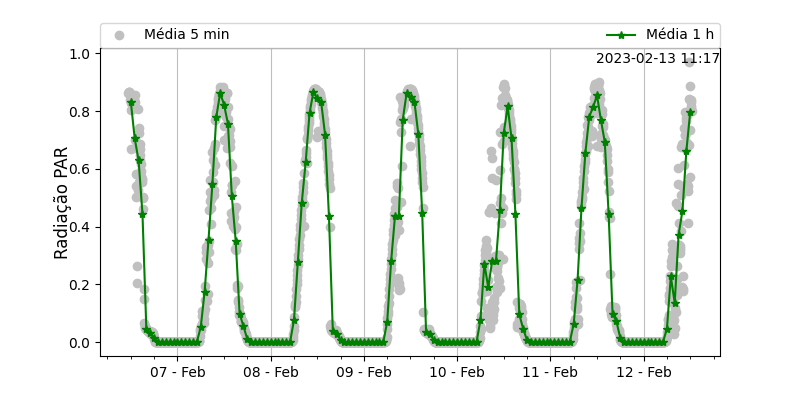 Média 5 min
Média 1 h
2023-02-13 11:17
Radiação PAR
1.0
0.8
0.6
0.4
0.2
0.0
07 - Feb
08 - Feb
09 - Feb
10 - Feb
11 - Feb
12 - Feb